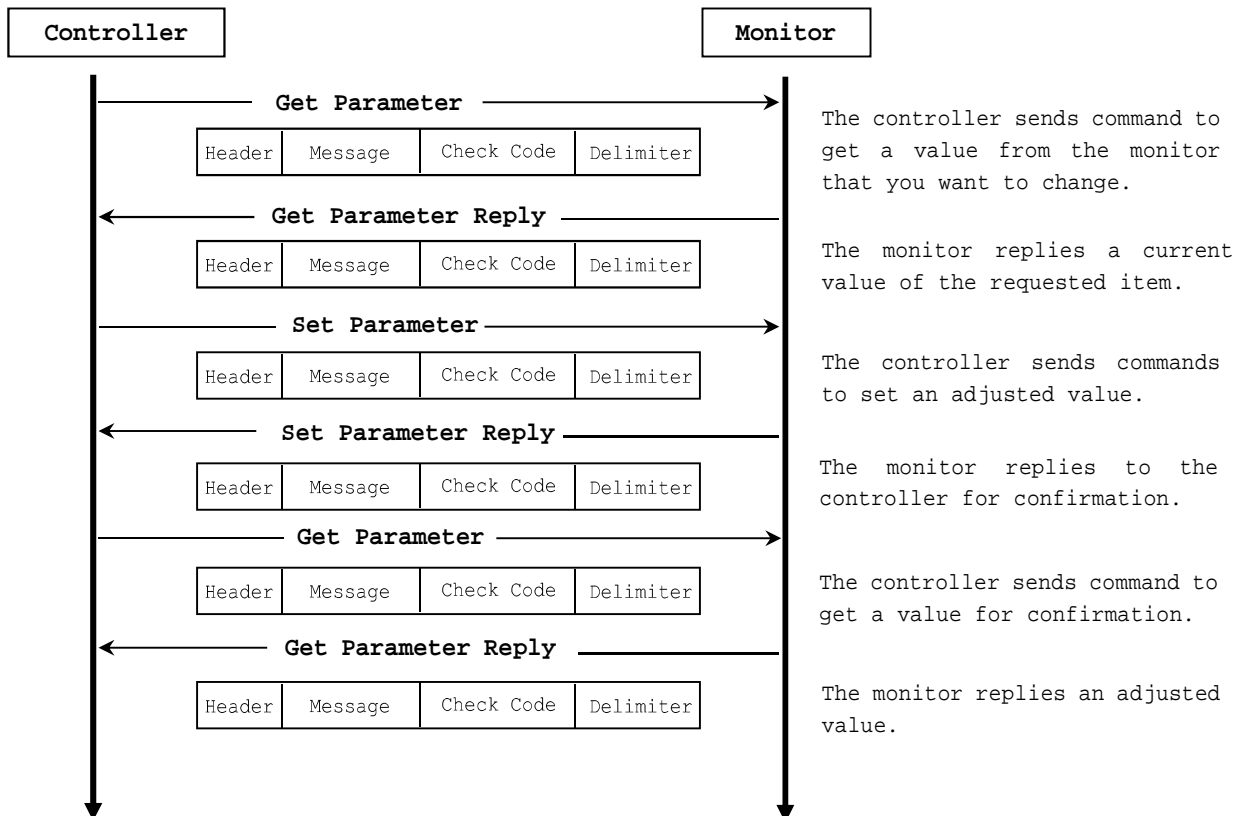 Controller
Monitor
Get Parameter
Header Message Check Code Delimiter
The controller sends command to
get a value from the monitor
that you want to change.
Get Parameter Reply
Header Message Check Code Delimiter
The monitor replies a current
value of the requested item.
Set Parameter
Header Message Check Code Delimiter
The controller sends commands
to set an adjusted value.
Set Parameter Reply
Header Message Check Code Delimiter
The monitor replies to the
controller for confirmation.
Get Parameter
Header Message Check Code Delimiter
The controller sends command to
get a value for confirmation.
Get Parameter Reply
Header Message Check Code Delimiter
The monitor replies an adjusted
value.